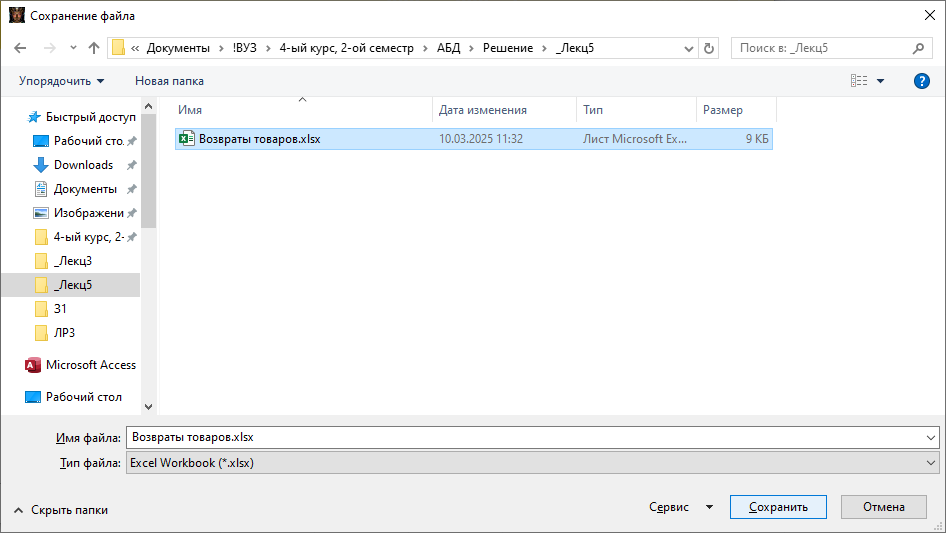 Сохранение файла
« Документы › !ВУЗ › 4-ый курс, 2-ой семестр › АБД › Решение › _Лекц5
Поиск в: _Лекц5
Упорядочить
Новая папка
Имя
Дата изменения
Тип
Размер
Возвраты товаров.xlsx
10.03.2025 11:32
Лист Microsoft Ex...
9 КБ
Быстрый доступ
Рабочий сто
Downloads
Документы
Изображени
4-ый курс, 2-
_Лекц3
_Лекц5
З1
ЛР3
Microsoft Access
Рабочий стол
Имя файла: Возвраты товаров.xlsx
Тип файла: Excel Workbook (*.xlsx)
Скрыть папки
Сервис
Сохранить
Отмена